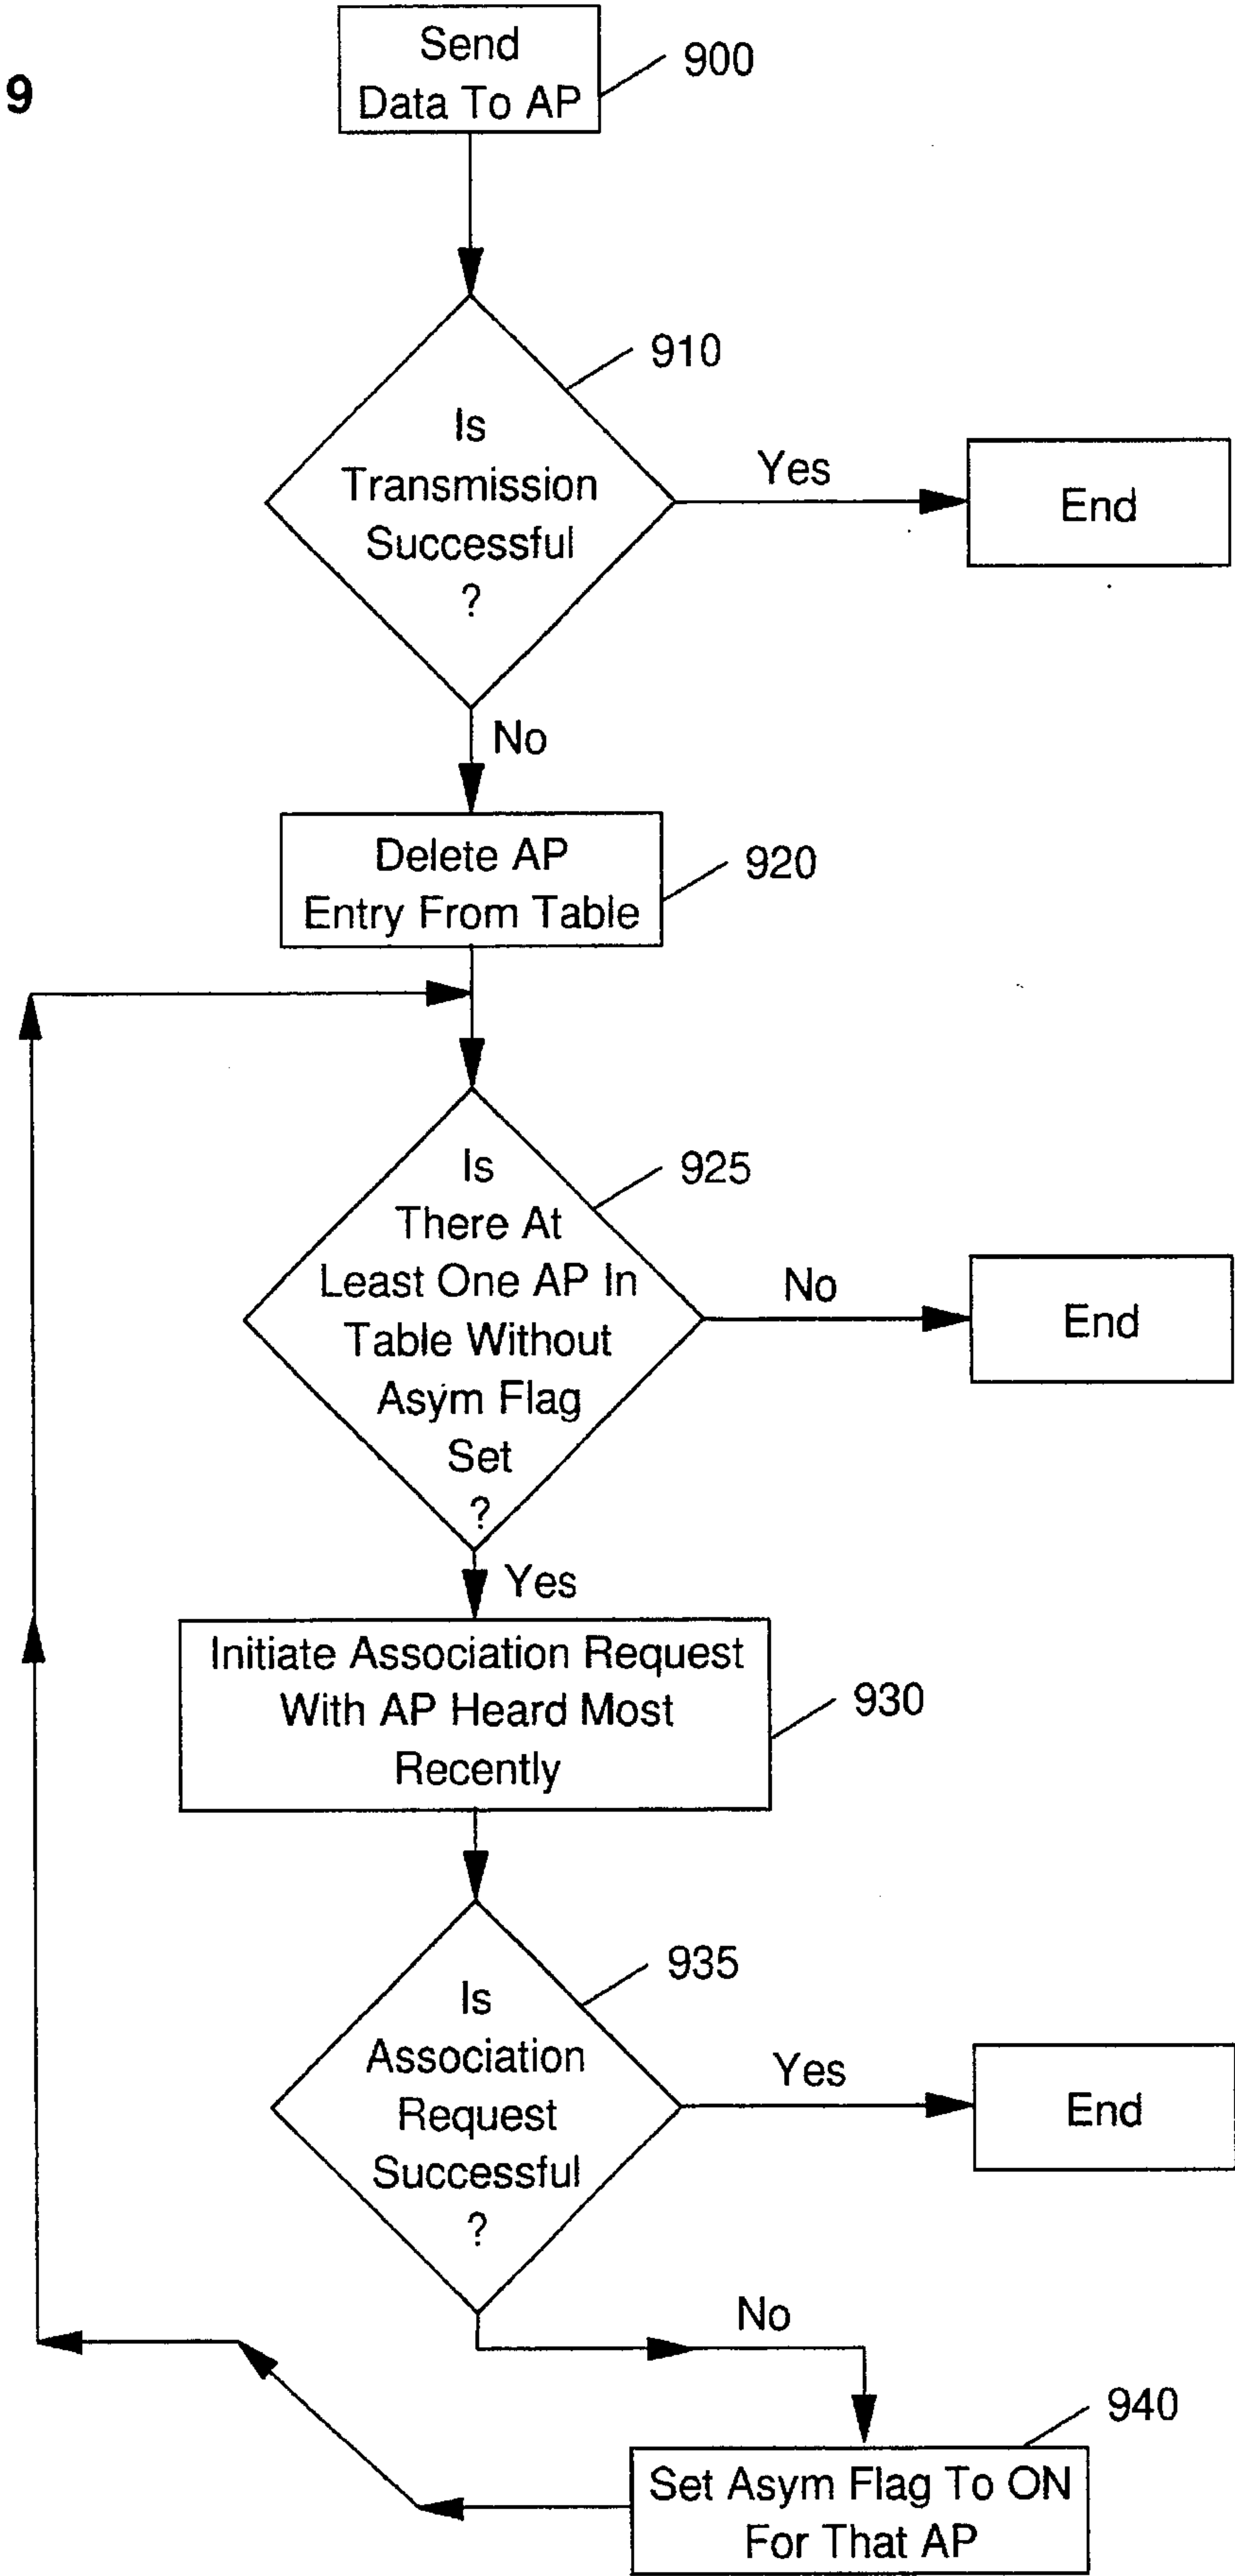 9
Send
Data To AP
900
910
Is
Transmission
Successful
?
Yes
End
No
Delete AP
Entry From Table
920
925
Is
There At
Least One AP In
Table Without
Asym Flag
Set
?
No
End
Yes
Initiate Association Request
With AP Heard Most
Recently
930
935
Is
Association
Request
Successful
?
Yes
End
No
940
Set Asym Flag To ON
For That AP